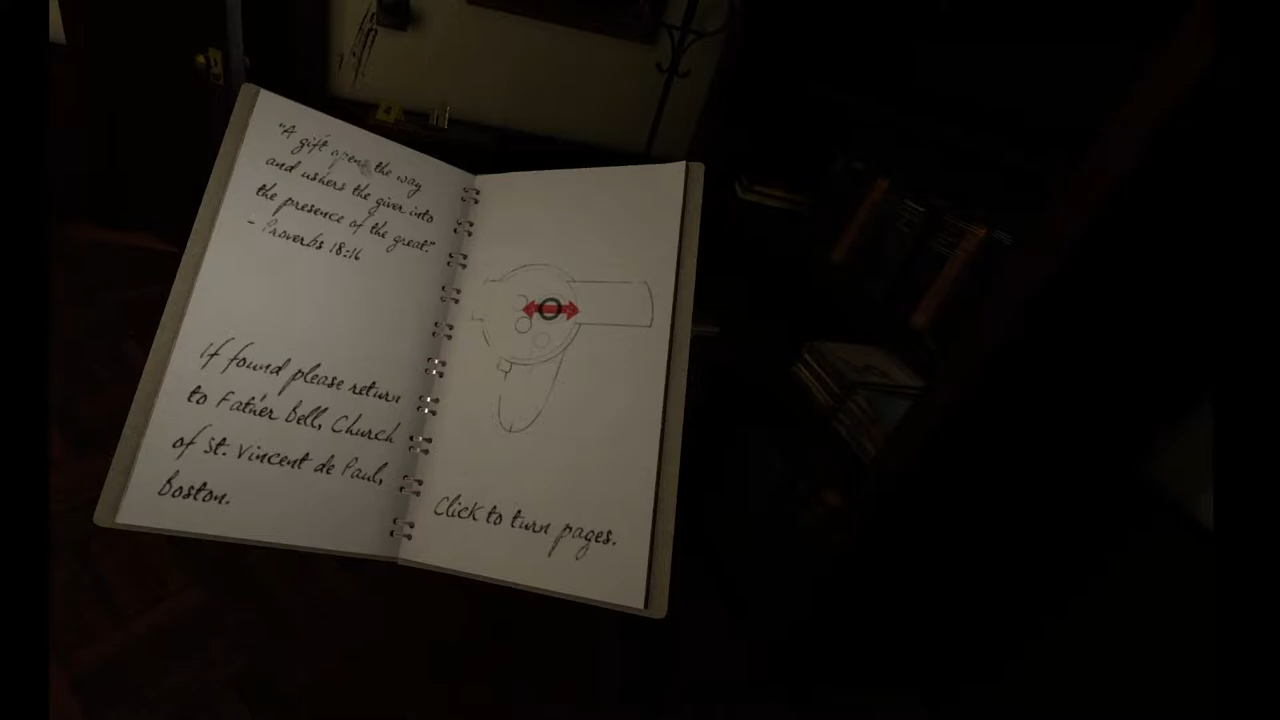 "A gift opens the way
and ushers the giver into
the presence of the great."
- Proverbs 18:16
If found please return
to Father Bell, Church
of St. Vincent de Paul,
Boston.
Click to turn pages.
4